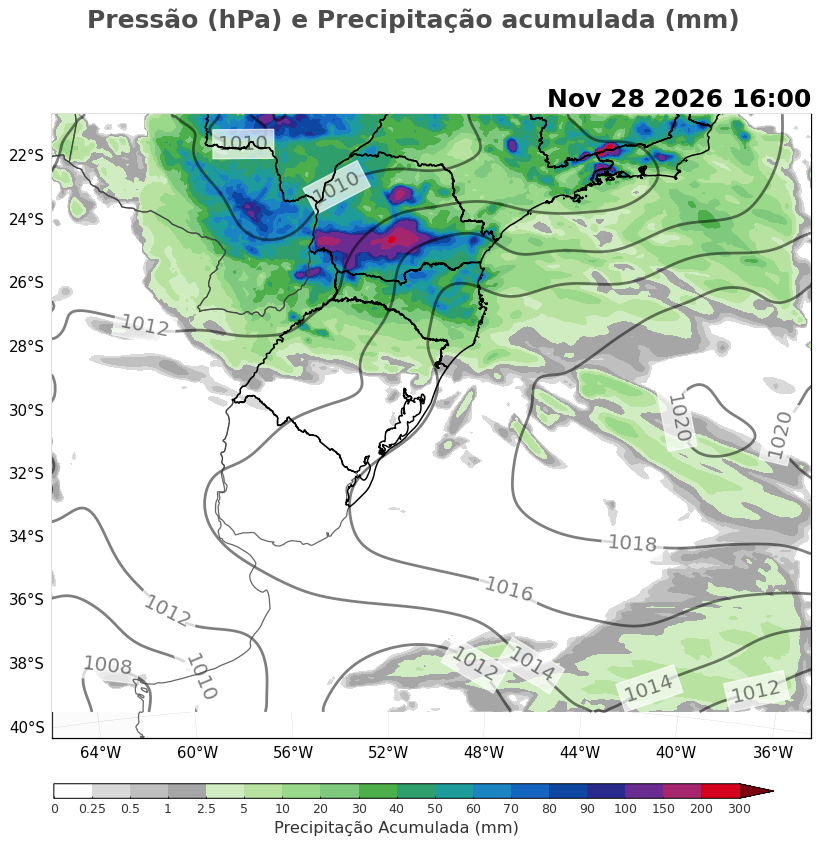 Pressão (hPa) e Precipitação acumulada (mm)
Nov 28 2026 16:00
1010
22°S
1010
24°S
26°S
1012
28°S
30°S
1020
1020
32°S
34°S
1018
1016
36°S
1012
1008
1010
38°S
1012
1014
1014
1012
40°S
64°W 60°W 56°W 52°W 48°W 44°W 40°W 36°W
0 0.25 0.5 1 2.5 5 10 20 30 40 50 60 70 80 90 100 150 200 300
Precipitação Acumulada (mm)